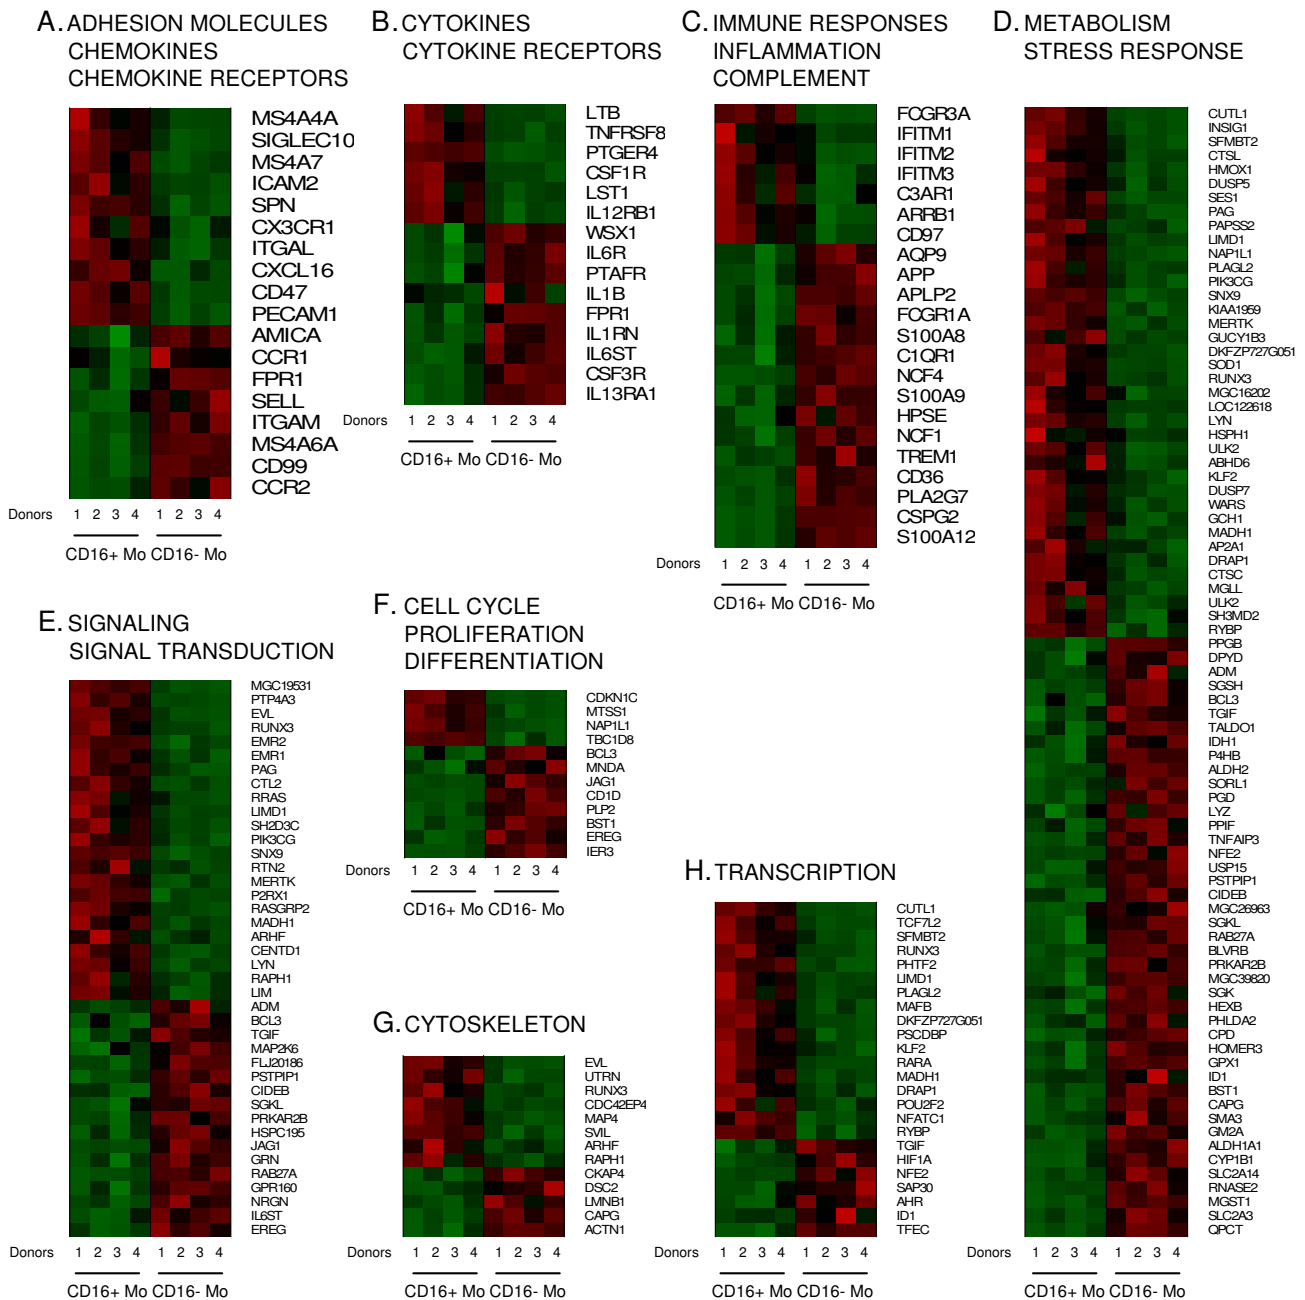 A. ADHESION MOLECULES
CHEMOKINES
CHEMOKINE RECEPTORS
MS4A4A
SIGLEC10
MS4A7
ICAM2
SPN
CX3CR1
ITGAL
CXCL16
CD47
PECAM1
AMICA
CCR1
FPR1
SELL
ITGAM
MS4A6A
CD99
CCR2
Donors 1 2 3 4 1 2 3 4
CD16+ Mo CD16- Mo
B. CYTOKINES
CYTOKINE RECEPTORS
LTB
TNFRSF8
PTGER4
CSF1R
LST1
IL12RB1
WSX1
IL6R
PTAFR
IL1B
FPR1
IL1RN
IL6ST
CSF3R
IL13RA1
Donors 1 2 3 4 1 2 3 4
CD16+ Mo CD16- Mo
C. IMMUNE RESPONSES
INFLAMMATION
COMPLEMENT
FCGR3A
IFITM1
IFITM2
IFITM3
C3AR1
ARRB1
CD97
AQP9
APP
APLP2
FCGR1A
S100A8
C1QR1
NCF4
S100A9
HPSE
NCF1
TREM1
CD36
PLA2G7
CSPG2
S100A12
Donors 1 2 3 4 1 2 3 4
CD16+ Mo CD16- Mo
D. METABOLISM
STRESS RESPONSE
CUTL1
INSIG1
SFMBT2
CTSL
HMOX1
DUSP5
SES1
PAG
PAPSS2
LIMD1
NAP1L1
PLAGL2
PIK3CG
SNX9
KIAA1959
MERTK
GUCY1B3
DKFZP727G051
SOD1
RUNX3
MGC16202
LOC122618
LYN
HSPH1
ULK2
ABHD6
KLF2
DUSP7
WARS
GCH1
MADH1
AP2A1
DRAP1
CTSC
MGLL
ULK2
SH3MD2
RYBP
PPGB
DPYD
ADM
SGSH
BCL3
TGIF
TALDO1
IDH1
P4HB
ALDH2
SORL1
PGD
LYZ
PPIF
TNFAIP3
NFE2
USP15
PSTPIP1
CIDEB
MGC26963
SGKL
RAB27A
BLVRB
PRKAR2B
MGC39820
SGK
HEXB
PHLDA2
CPD
HOMER3
GPX1
ID1
BST1
CAPG
SMA3
GM2A
ALDH1A1
CYP1B1
SLC2A14
RNASE2
MGST1
SLC2A3
QPCT
Donors 1 2 3 4 1 2 3 4
CD16+ Mo CD16- Mo
E. SIGNALING
SIGNAL TRANSDUCTION
MGC19531
PTP4A3
EVL
RUNX3
EMR2
EMR1
PAG
CTL2
RRAS
LIMD1
SH2D3C
PIK3CG
SNX9
RTN2
MERTK
P2RX1
RASGRP2
MADH1
ARHF
CENTD1
LYN
RAPH1
LIM
ADM
BCL3
TGIF
MAP2K6
FLJ20186
PSTPIP1
CIDEB
SGKL
PRKAR2B
HSPC195
JAG1
GRN
RAB27A
GPR160
NRGN
IL6ST
EREG
Donors 1 2 3 4 1 2 3 4
CD16+ Mo CD16- Mo
F. CELL CYCLE
PROLIFERATION
DIFFERENTIATION
CDKN1C
MTSS1
NAP1L1
TBC1D8
BCL3
MNDA
JAG1
CD1D
PLP2
BST1
EREG
IER3
Donors 1 2 3 4 1 2 3 4
CD16+ Mo CD16- Mo
G. CYTOSKELETON
EVL
UTRN
RUNX3
CDC42EP4
MAP4
SVIL
ARHF
RAPH1
CKAP4
DSC2
LMNB1
CAPG
ACTN1
Donors 1 2 3 4 1 2 3 4
CD16+ Mo CD16- Mo
H. TRANSCRIPTION
CUTL1
TCF7L2
SFMBT2
RUNX3
PHTF2
LIMD1
PLAGL2
MAFB
DKFZP727G051
PSCDBP
KLF2
RARA
MADH1
DRAP1
POU2F2
NFATC1
RYBP
TGIF
HIF1A
NFE2
SAP30
AHR
ID1
TFEC
Donors 1 2 3 4 1 2 3 4
CD16+ Mo CD16- Mo